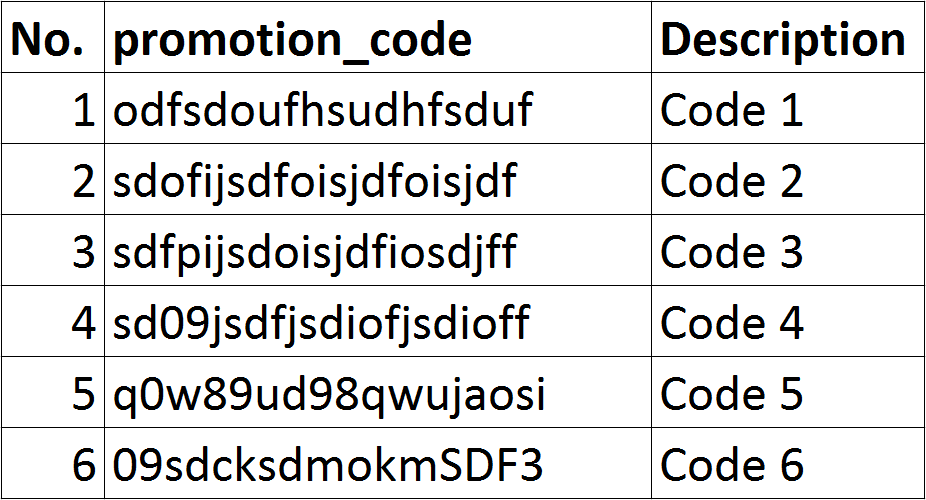 No. promotion_code Description
1 odfsdoufhsudhfsduf Code 1
2 sdofijsdfoisjdfoisjdf Code 2
3 sdfpijsdoisjdfiosdjff Code 3
4 sd09jsdfjsdiofjsdioff Code 4
5 q0w89ud98qwujaosi Code 5
6 09sdcksdmokmSDF3 Code 6